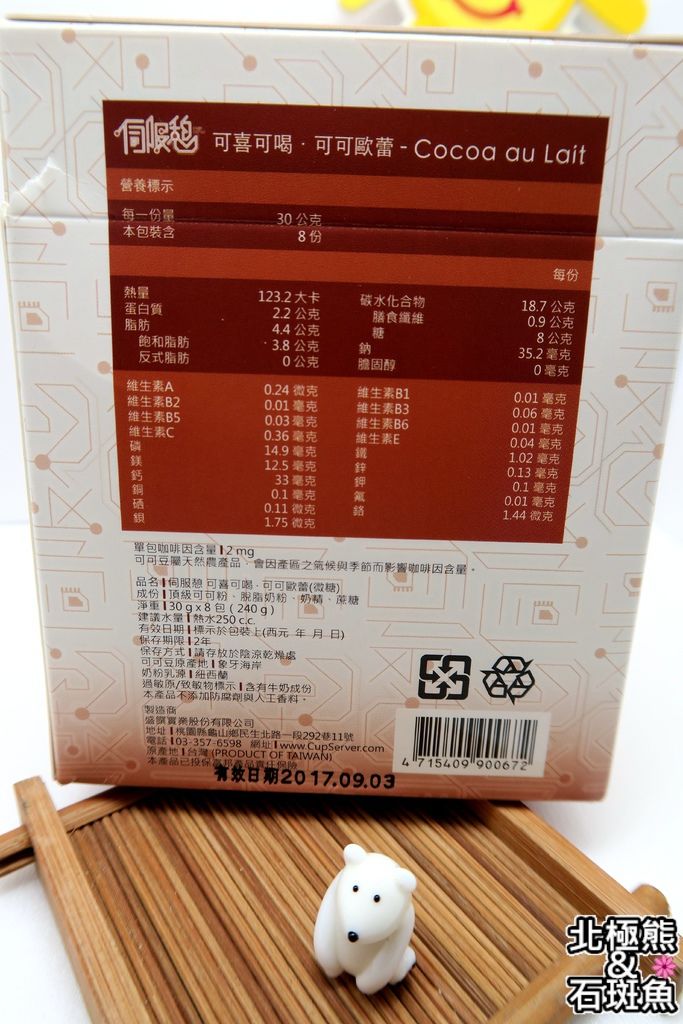 伺服憩 可喜可喝．可可歐蕾 - Cocoa au Lait
營養標示
每一份量 30 公克
本包裝含 8 份
每份
熱量 123.2 大卡
蛋白質 2.2 公克
脂肪 4.4 公克
飽和脂肪 3.8 公克
反式脂肪 0 公克
碳水化合物 18.7 公克
膳食纖維 0.9 公克
糖 8 公克
鈉 35.2 毫克
膽固醇 0 毫克
維生素A 0.24 微克
維生素B2 0.01 毫克
維生素B5 0.03 毫克
維生素C 0.36 毫克
磷 14.9 毫克
鎂 12.5 毫克
鈣 33 毫克
銅 0.1 毫克
硒 0.11 微克
鉬 1.75 微克
維生素B1 0.01 毫克
維生素B3 0.06 毫克
維生素B6 0.01 毫克
維生素E 0.04 毫克
鐵 1.02 毫克
鋅 0.13 毫克
鉀 0.1 毫克
氟 0.01 毫克
鉻 1.44 微克
單包咖啡因含量 | 2 mg
可可豆屬天然農產品，會因產區之氣候與季節而影響咖啡因含量。
品名 | 伺服憩 可喜可喝．可可歐蕾(微糖)
成份 | 頂級可可粉、脫脂奶粉、奶精、蔗糖
淨重 | 30 g x 8 包 ( 240 g )
建議水量 | 熱水250 c.c.
有效日期 | 標示於包裝上(西元 年 月 日)
保存期限 | 2年
保存方式 | 請存放於陰涼乾燥處
可可豆原產地 | 象牙海岸
奶粉乳源 | 紐西蘭
過敏原/致敏物標示 | 含有牛奶成份
本產品不添加防腐劑與人工香料。
製造商
盛饌實業股份有限公司
地址 | 桃園縣龜山鄉民生北路一段292巷11號
電話 | 03-357-6598 網址 | www.CupServer.com
原產地 | 台灣 (PRODUCT OF TAIWAN)
本產品已投保富邦產品責任保險
有效日期2017.09.03
4 715409 900672
北極熊
&
石斑魚